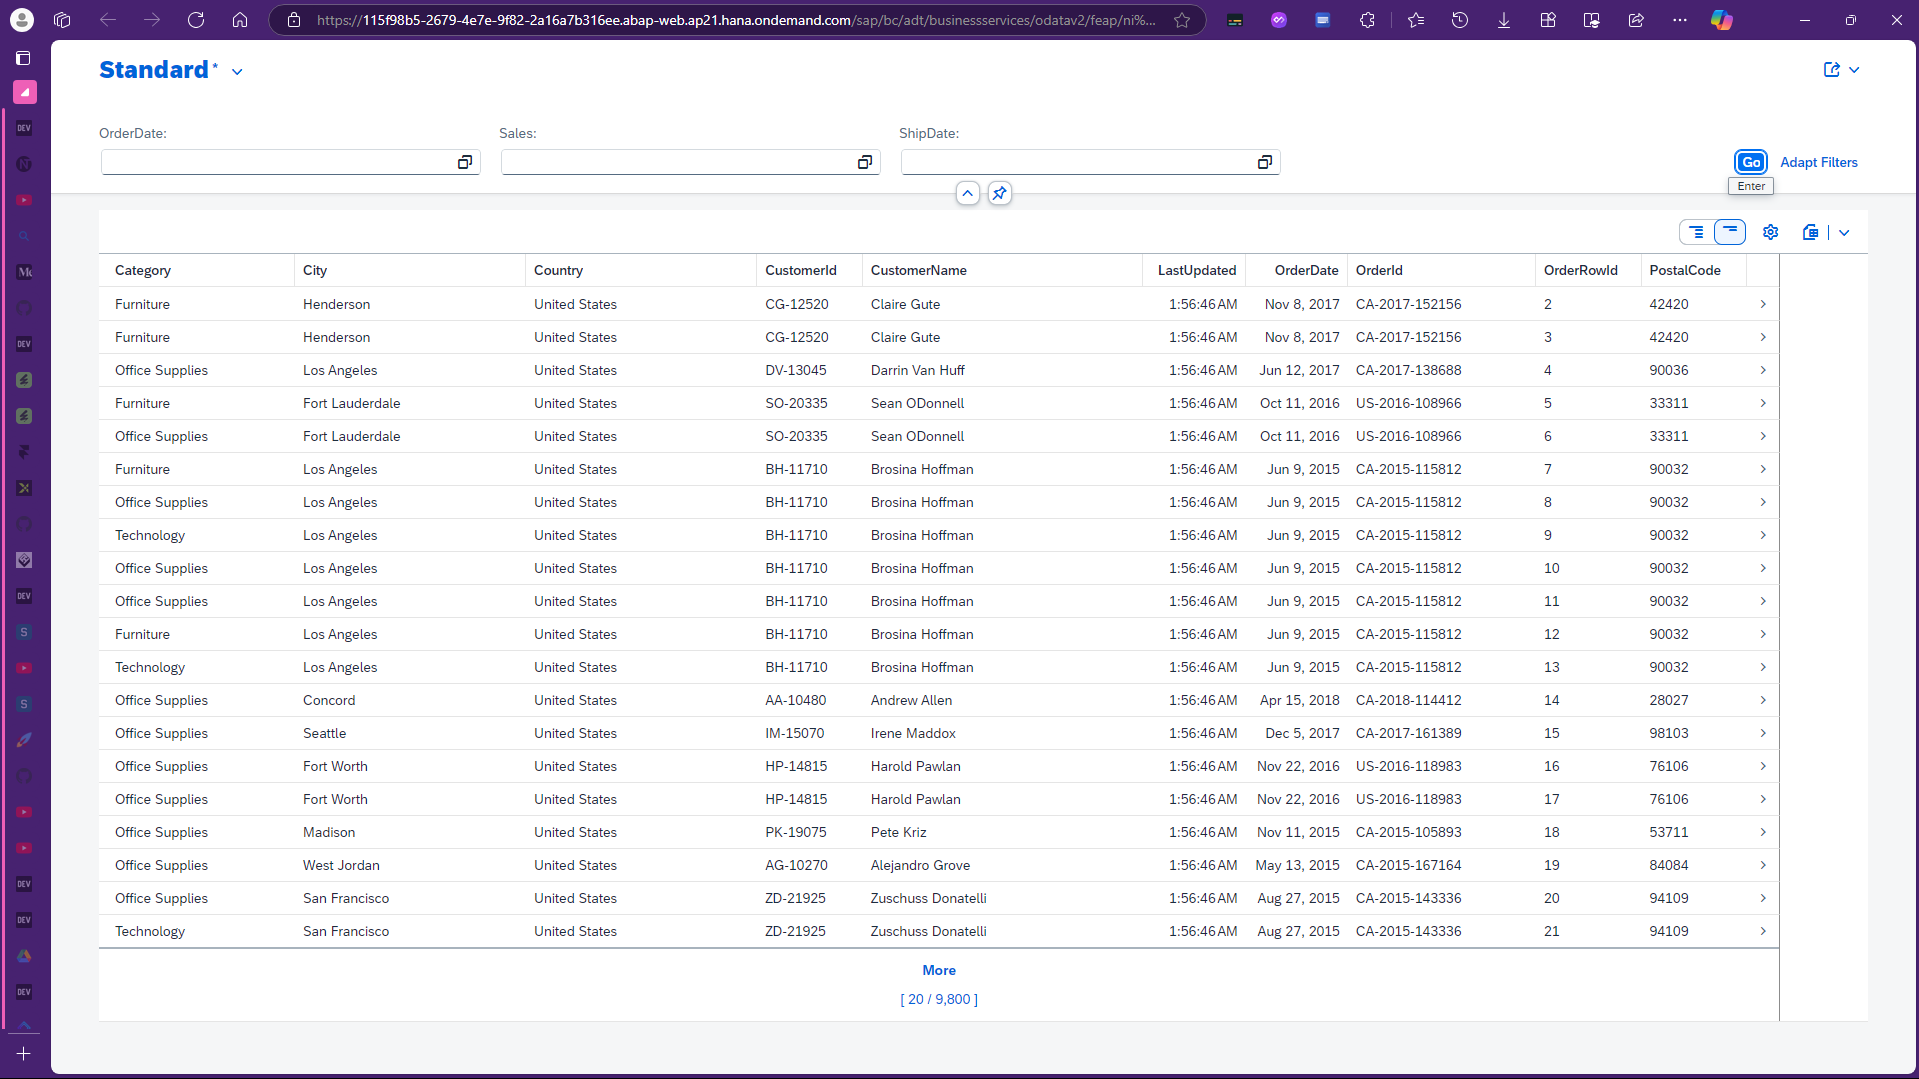 https://115f98b5-2679-4e7e-9f82-2a16a7b316ee.abap-web.ap21.hana.ondemand.com/sap/bc/adt/businessservices/odatav2/feap/ni%...
Standard *
OrderDate: Sales: ShipDate:
Go Adapt Filters
Enter
Category City Country CustomerId CustomerName LastUpdated OrderDate OrderId OrderRowId PostalCode
Furniture Henderson United States CG-12520 Claire Gute 1:56:46 AM Nov 8, 2017 CA-2017-152156 2 42420
Furniture Henderson United States CG-12520 Claire Gute 1:56:46 AM Nov 8, 2017 CA-2017-152156 3 42420
Office Supplies Los Angeles United States DV-13045 Darrin Van Huff 1:56:46 AM Jun 12, 2017 CA-2017-138688 4 90036
Furniture Fort Lauderdale United States SO-20335 Sean ODonnell 1:56:46 AM Oct 11, 2016 US-2016-108966 5 33311
Office Supplies Fort Lauderdale United States SO-20335 Sean ODonnell 1:56:46 AM Oct 11, 2016 US-2016-108966 6 33311
Furniture Los Angeles United States BH-11710 Brosina Hoffman 1:56:46 AM Jun 9, 2015 CA-2015-115812 7 90032
Office Supplies Los Angeles United States BH-11710 Brosina Hoffman 1:56:46 AM Jun 9, 2015 CA-2015-115812 8 90032
Technology Los Angeles United States BH-11710 Brosina Hoffman 1:56:46 AM Jun 9, 2015 CA-2015-115812 9 90032
Office Supplies Los Angeles United States BH-11710 Brosina Hoffman 1:56:46 AM Jun 9, 2015 CA-2015-115812 10 90032
Office Supplies Los Angeles United States BH-11710 Brosina Hoffman 1:56:46 AM Jun 9, 2015 CA-2015-115812 11 90032
Furniture Los Angeles United States BH-11710 Brosina Hoffman 1:56:46 AM Jun 9, 2015 CA-2015-115812 12 90032
Technology Los Angeles United States BH-11710 Brosina Hoffman 1:56:46 AM Jun 9, 2015 CA-2015-115812 13 90032
Office Supplies Concord United States AA-10480 Andrew Allen 1:56:46 AM Apr 15, 2018 CA-2018-114412 14 28027
Office Supplies Seattle United States IM-15070 Irene Maddox 1:56:46 AM Dec 5, 2017 CA-2017-161389 15 98103
Office Supplies Fort Worth United States HP-14815 Harold Pawlan 1:56:46 AM Nov 22, 2016 US-2016-118983 16 76106
Office Supplies Fort Worth United States HP-14815 Harold Pawlan 1:56:46 AM Nov 22, 2016 US-2016-118983 17 76106
Office Supplies Madison United States PK-19075 Pete Kriz 1:56:46 AM Nov 11, 2015 CA-2015-105893 18 53711
Office Supplies West Jordan United States AG-10270 Alejandro Grove 1:56:46 AM May 13, 2015 CA-2015-167164 19 84084
Office Supplies San Francisco United States ZD-21925 Zuschuss Donatelli 1:56:46 AM Aug 27, 2015 CA-2015-143336 20 94109
Technology San Francisco United States ZD-21925 Zuschuss Donatelli 1:56:46 AM Aug 27, 2015 CA-2015-143336 21 94109
More
[ 20 / 9,800 ]
DEV
DEV
DEV
S
S
DEV
DEV
DEV